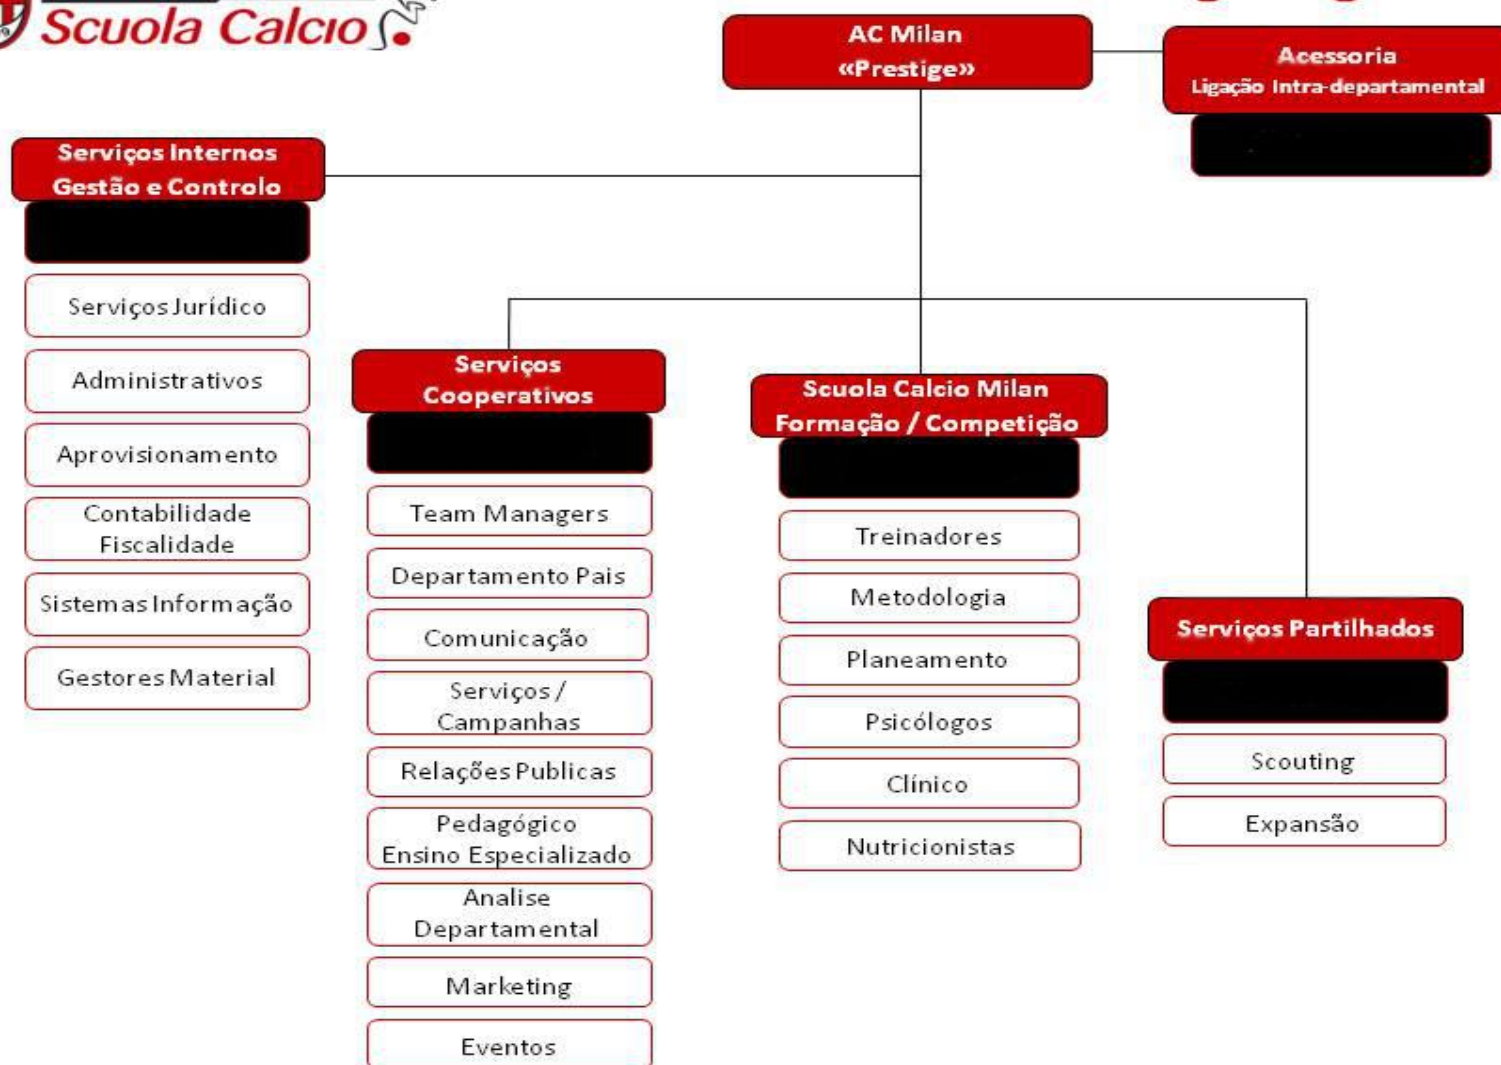 Scuola Calcio
AC Milan
«Prestige»
Acessoria
Ligação Intra-departamental
Serviços Internos
Gestão e Controlo
Serviços Jurídico
Administrativos
Aprovisionamento
Contabilidade
Fiscalidade
Sistemas Informação
Gestores Material
Serviços
Cooperativos
Team Managers
Departamento Pais
Comunicação
Serviços /
Campanhas
Relações Publicas
Pedagógico
Ensino Especializado
Analise
Departamental
Marketing
Eventos
Scuola Calcio Milan
Formação / Competição
Treinadores
Metodologia
Planeamento
Psicólogos
Clínico
Nutricionistas
Serviços Partilhados
Scouting
Expansão